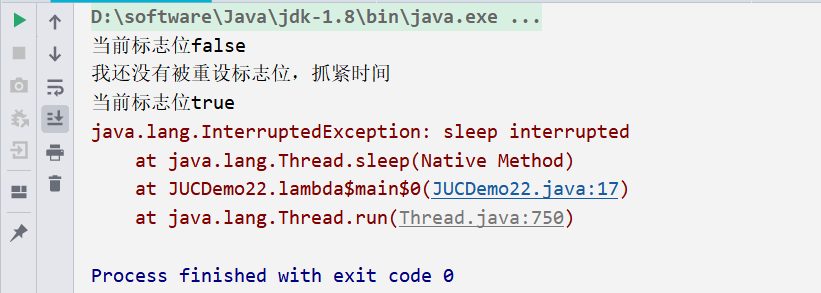 D:\software\Java\jdk-1.8\bin\java.exe ...
当前标志位false
我还没有被重设标志位，抓紧时间
当前标志位true
java.lang.InterruptedException: sleep interrupted
    at java.lang.Thread.sleep(Native Method)
    at JUCDemo22.lambda$main$0(JUCDemo22.java:17)
    at java.lang.Thread.run(Thread.java:750)
Process finished with exit code 0